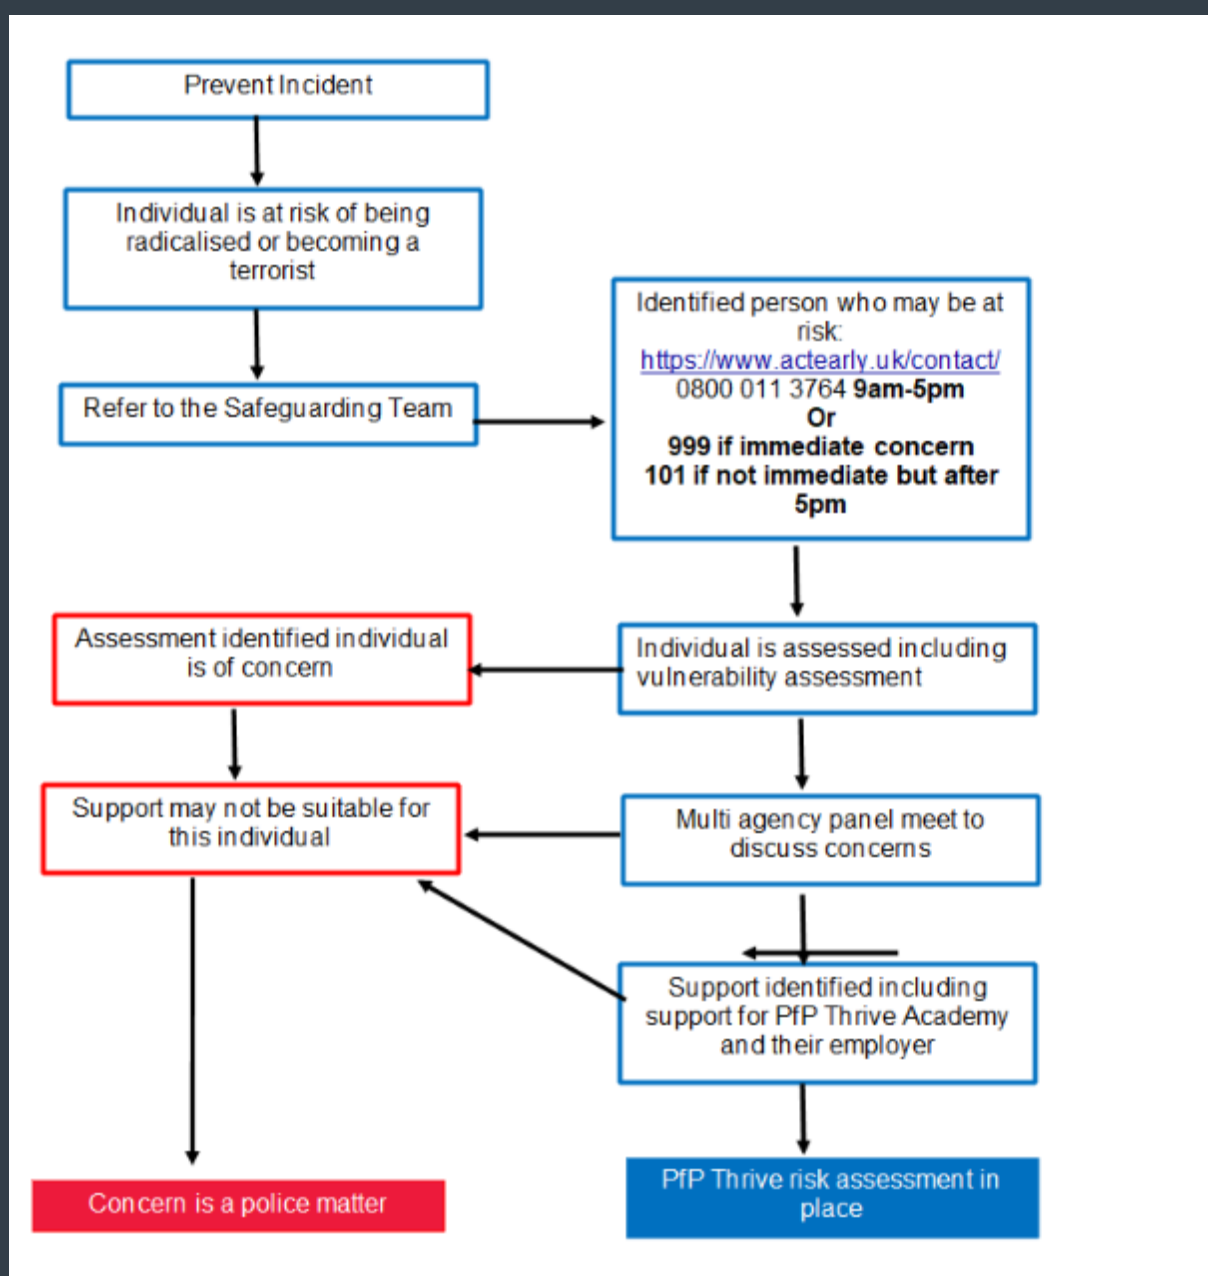 Prevent Incident
Individual is at risk of being
radicalised or becoming a
terrorist
Refer to the Safeguarding Team
Identified person who may be at
risk:
https://www.actearly.uk/contact/
0800 011 3764 9am-5pm
Or
999 if immediate concern
101 if not immediate but after
5pm
Assessment identified individual
is of concern
Individual is assessed including
vulnerability assessment
Support may not be suitable for
this individual
Multi agency panel meet to
discuss concerns
Support identified including
support for PfP Thrive Academy
and their employer
Concern is a police matter
PfP Thrive risk assessment in
place